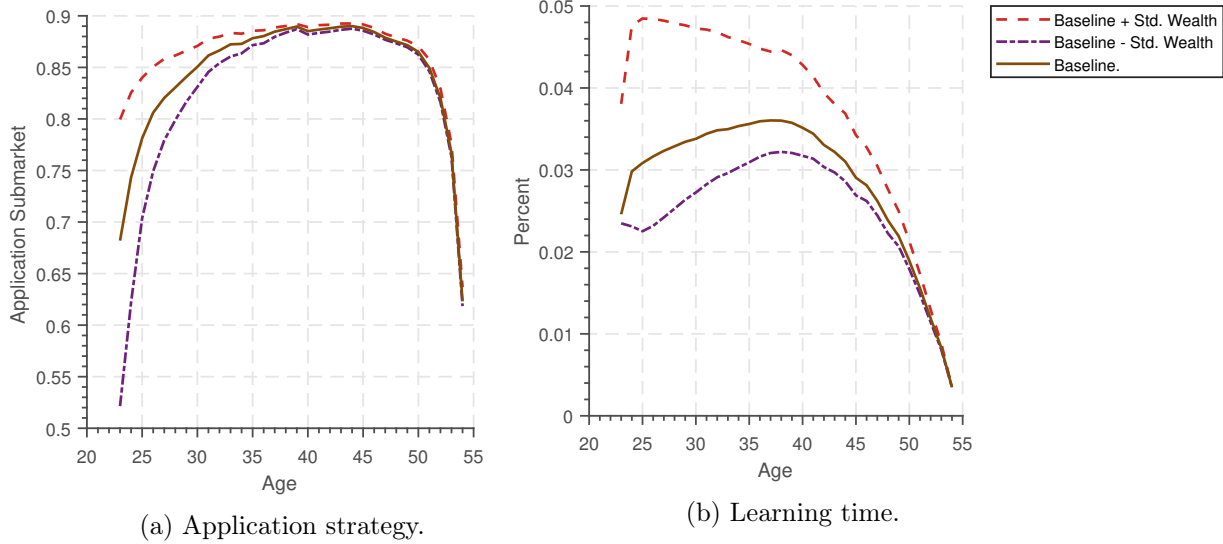 0.9
0.85
0.8
0.75
0.7
0.65
0.6
0.55
0.5
Application Submarket
20 25 30 35 40 45 50 55
Age
(a) Application strategy.
0.05
0.04
0.03
0.02
0.01
0
Percent
20 25 30 35 40 45 50 55
Age
(b) Learning time.
Baseline + Std. Wealth
Baseline - Std. Wealth
Baseline.